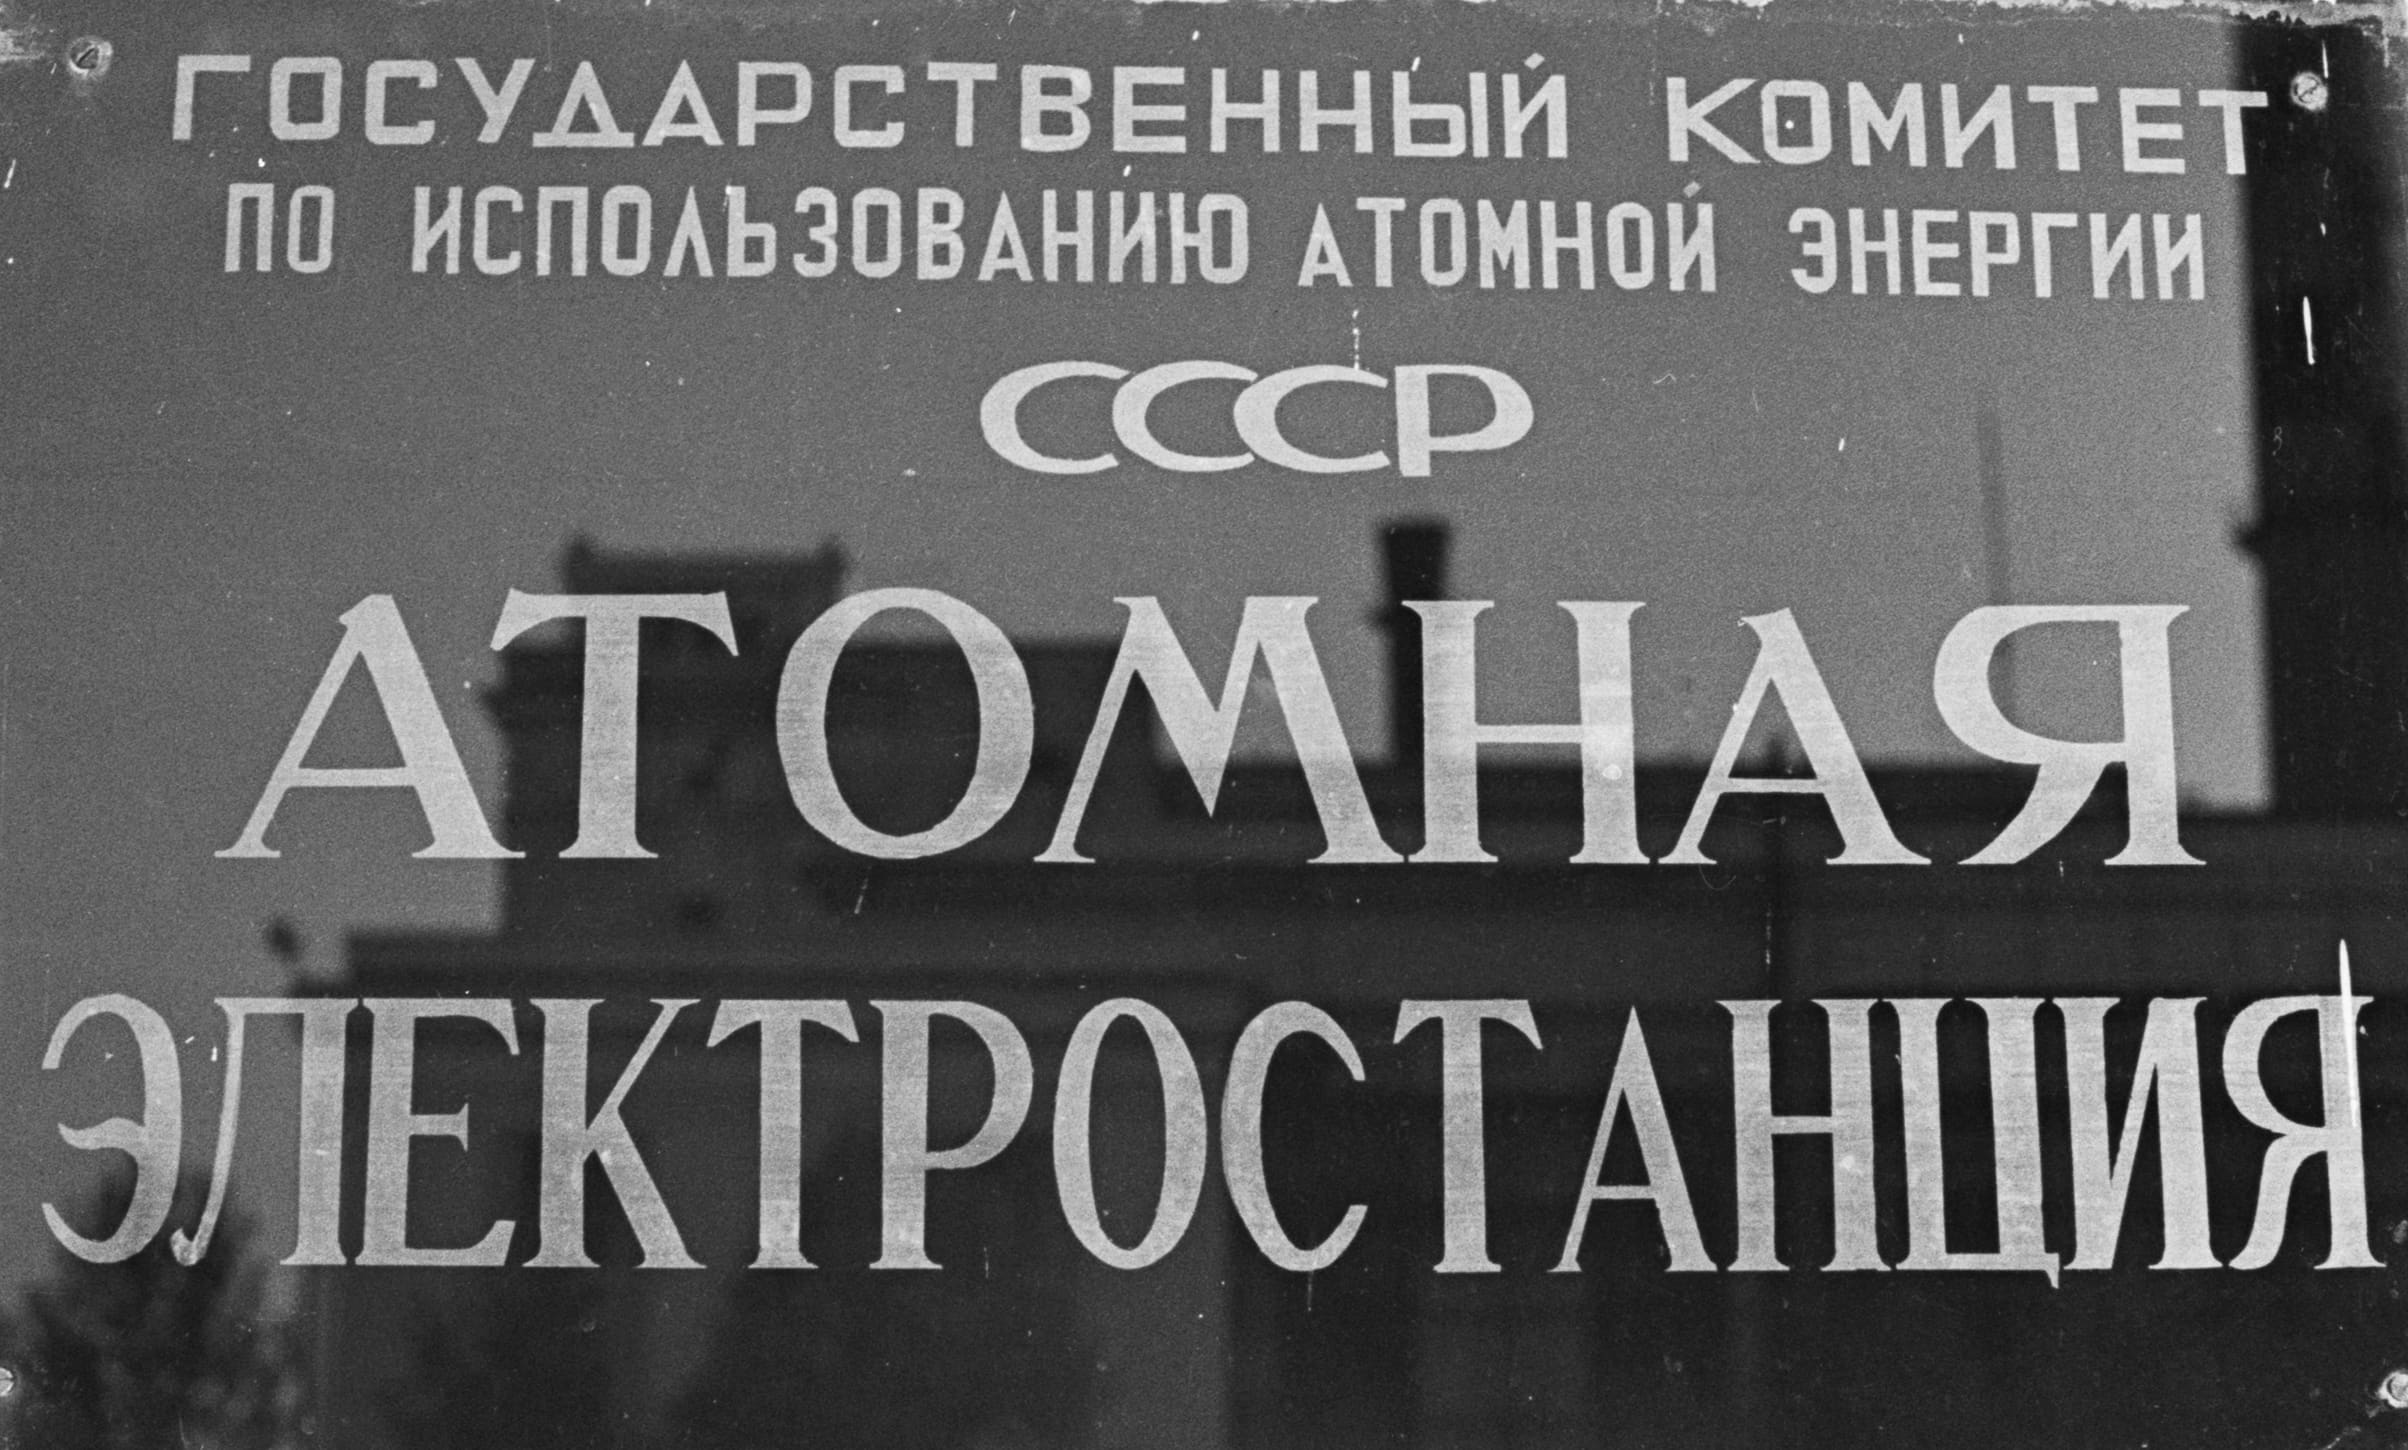 ГОСУДАРСТВЕННЫЙ КОМИТЕТ
ПО ИСПОЛЬЗОВАНИЮ АТОМНОЙ ЭНЕРГИИ
СССР
АТОМНАЯ
ЭЛЕКТРОСТАНЦИЯ